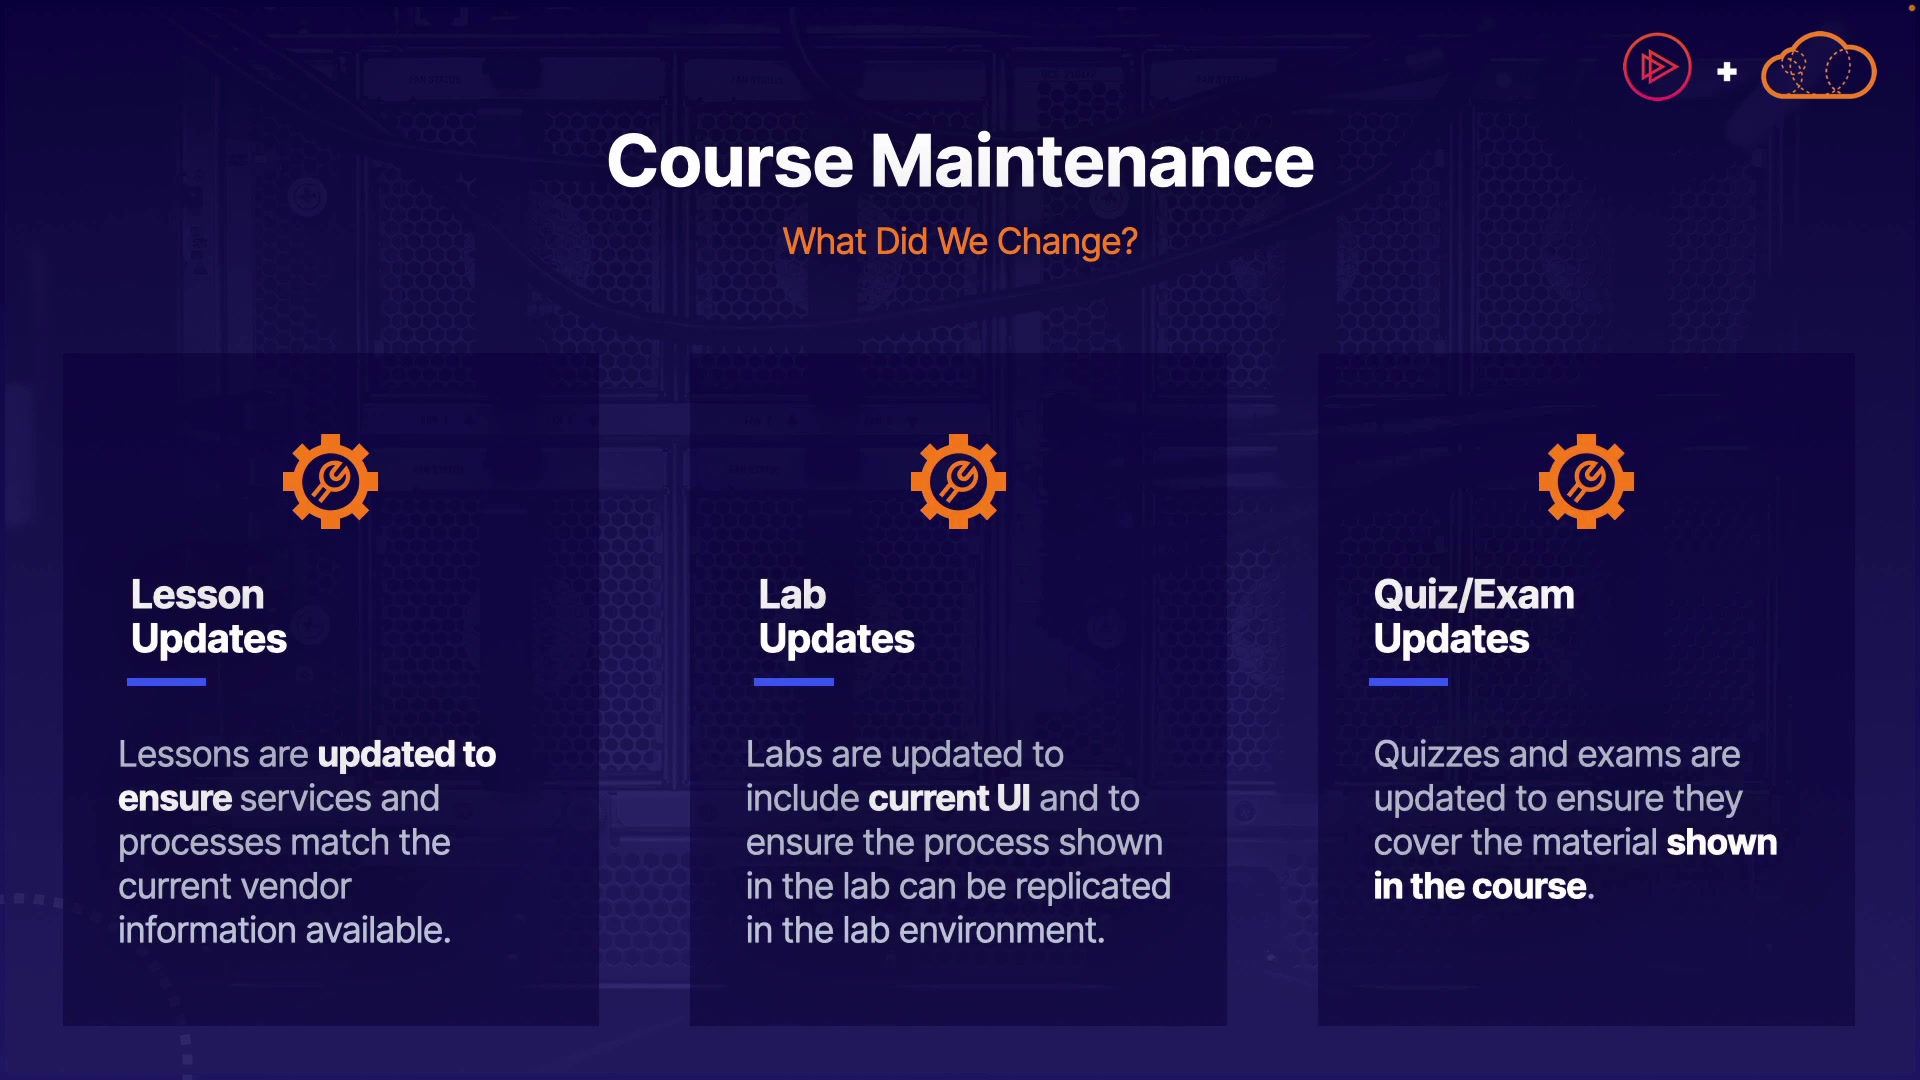 Course Maintenance
What Did We Change?
Lesson
Updates
Lessons are updated to
ensure services and
processes match the
current vendor
information available.
Lab
Updates
Labs are updated to
include current UI and to
ensure the process shown
in the lab can be replicated
in the lab environment.
Quiz/Exam
Updates
Quizzes and exams are
updated to ensure they
cover the material shown
in the course.